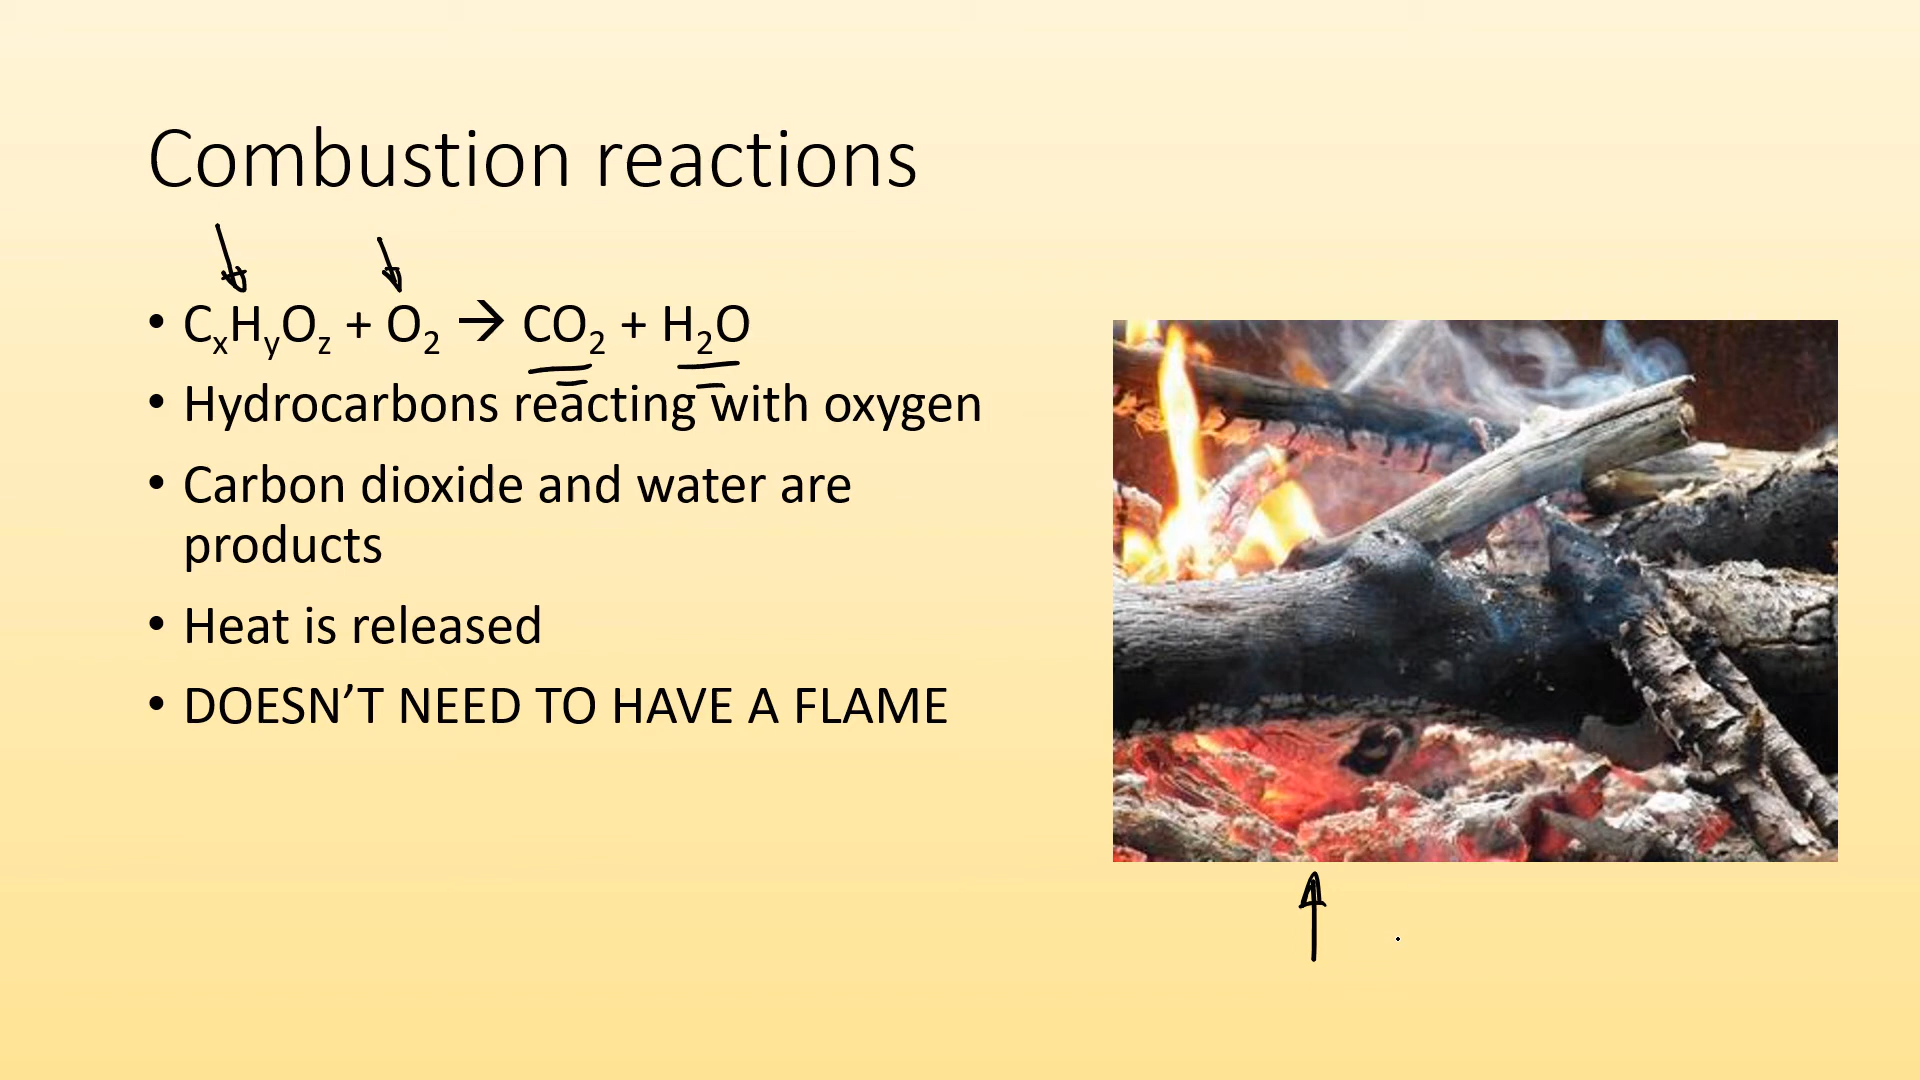 Combustion reactions
• CₓHᵧO_z + O₂ → CO₂ + H₂O
• Hydrocarbons reacting with oxygen
• Carbon dioxide and water are
products
• Heat is released
• DOESN’T NEED TO HAVE A FLAME